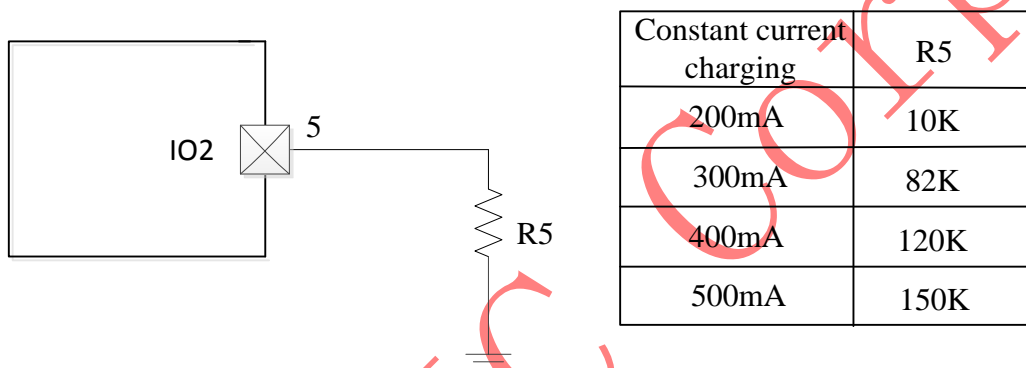 IO2
5
R5
Constant current
charging
R5
200mA
10K
300mA
82K
400mA
120K
500mA
150K